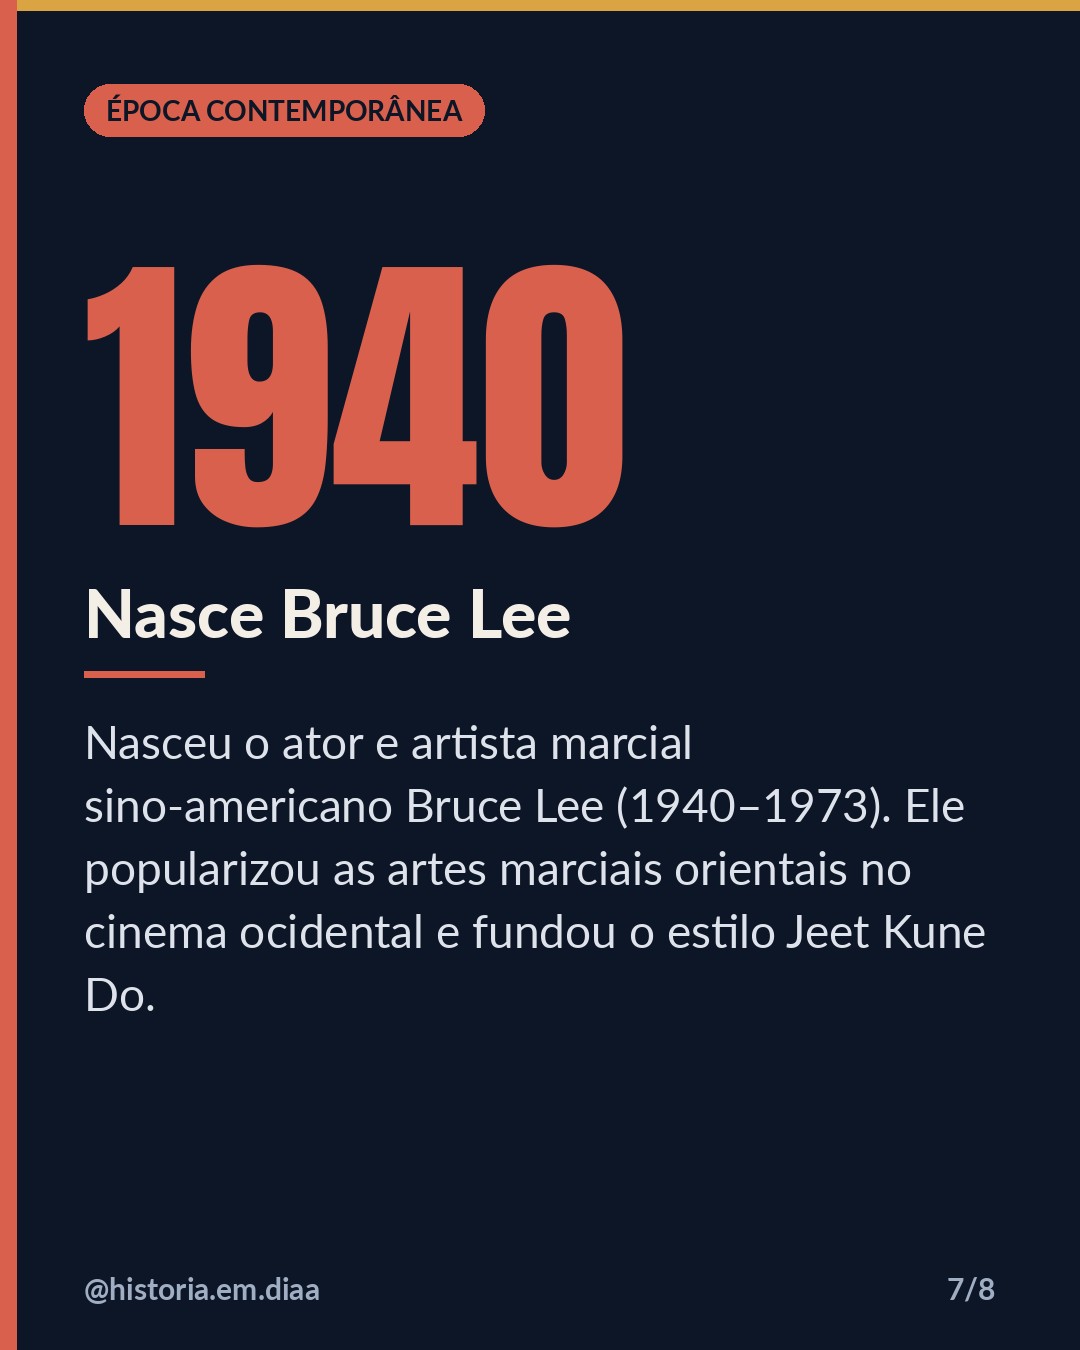 ÉPOCA CONTEMPORÂNEA
1940
Nasce Bruce Lee
Nasceu o ator e artista marcial
sino-americano Bruce Lee (1940–1973). Ele
popularizou as artes marciais orientais no
cinema ocidental e fundou o estilo Jeet Kune
Do.
@historia.em.diaa
7/8